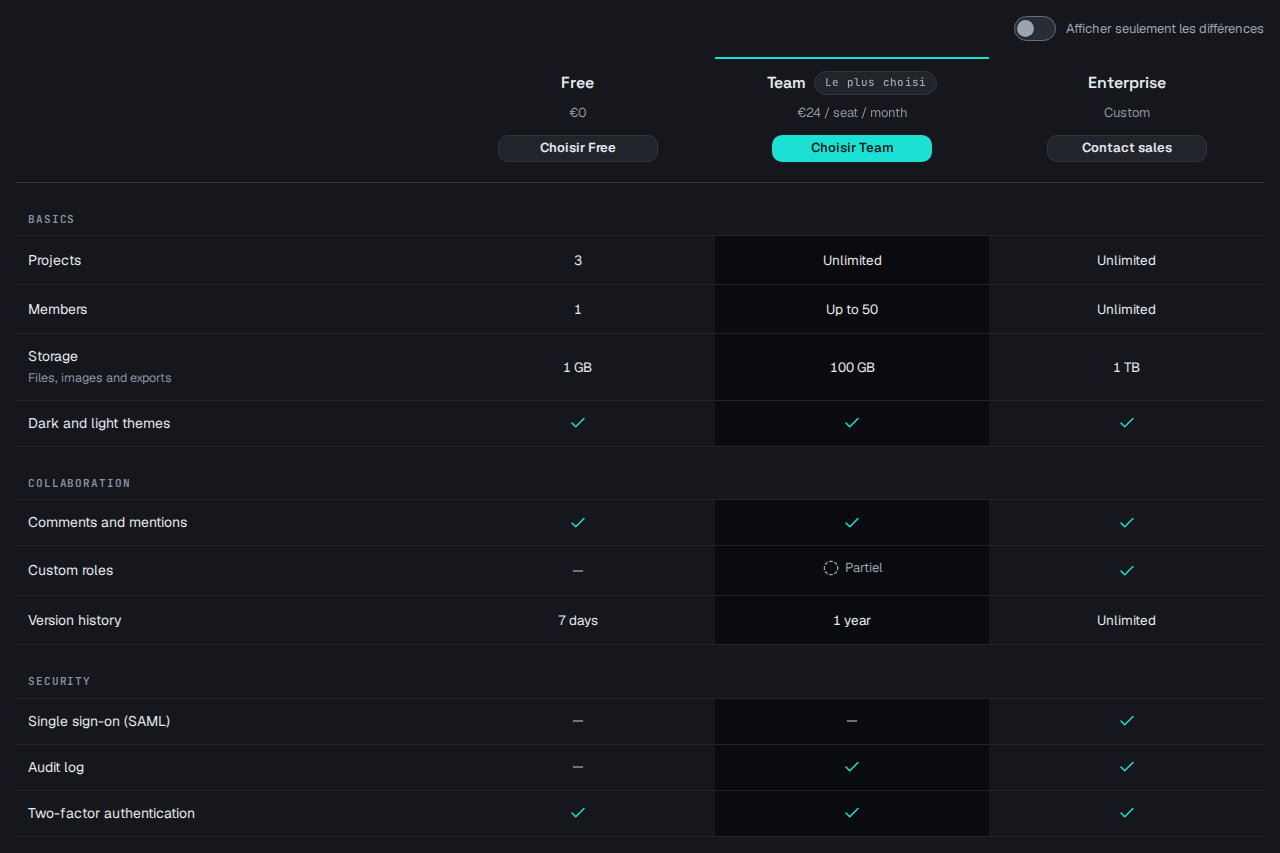 Afficher seulement les différences
Free Team Le plus choisi Enterprise
€0 €24 / seat / month Custom
Choisir Free Choisir Team Contact sales
BASICS
Projects 3 Unlimited Unlimited
Members 1 Up to 50 Unlimited
Storage
Files, images and exports
1 GB 100 GB 1 TB
Dark and light themes
COLLABORATION
Comments and mentions
Custom roles — Partiel
Version history 7 days 1 year Unlimited
SECURITY
Single sign-on (SAML) — —
Audit log —
Two-factor authentication